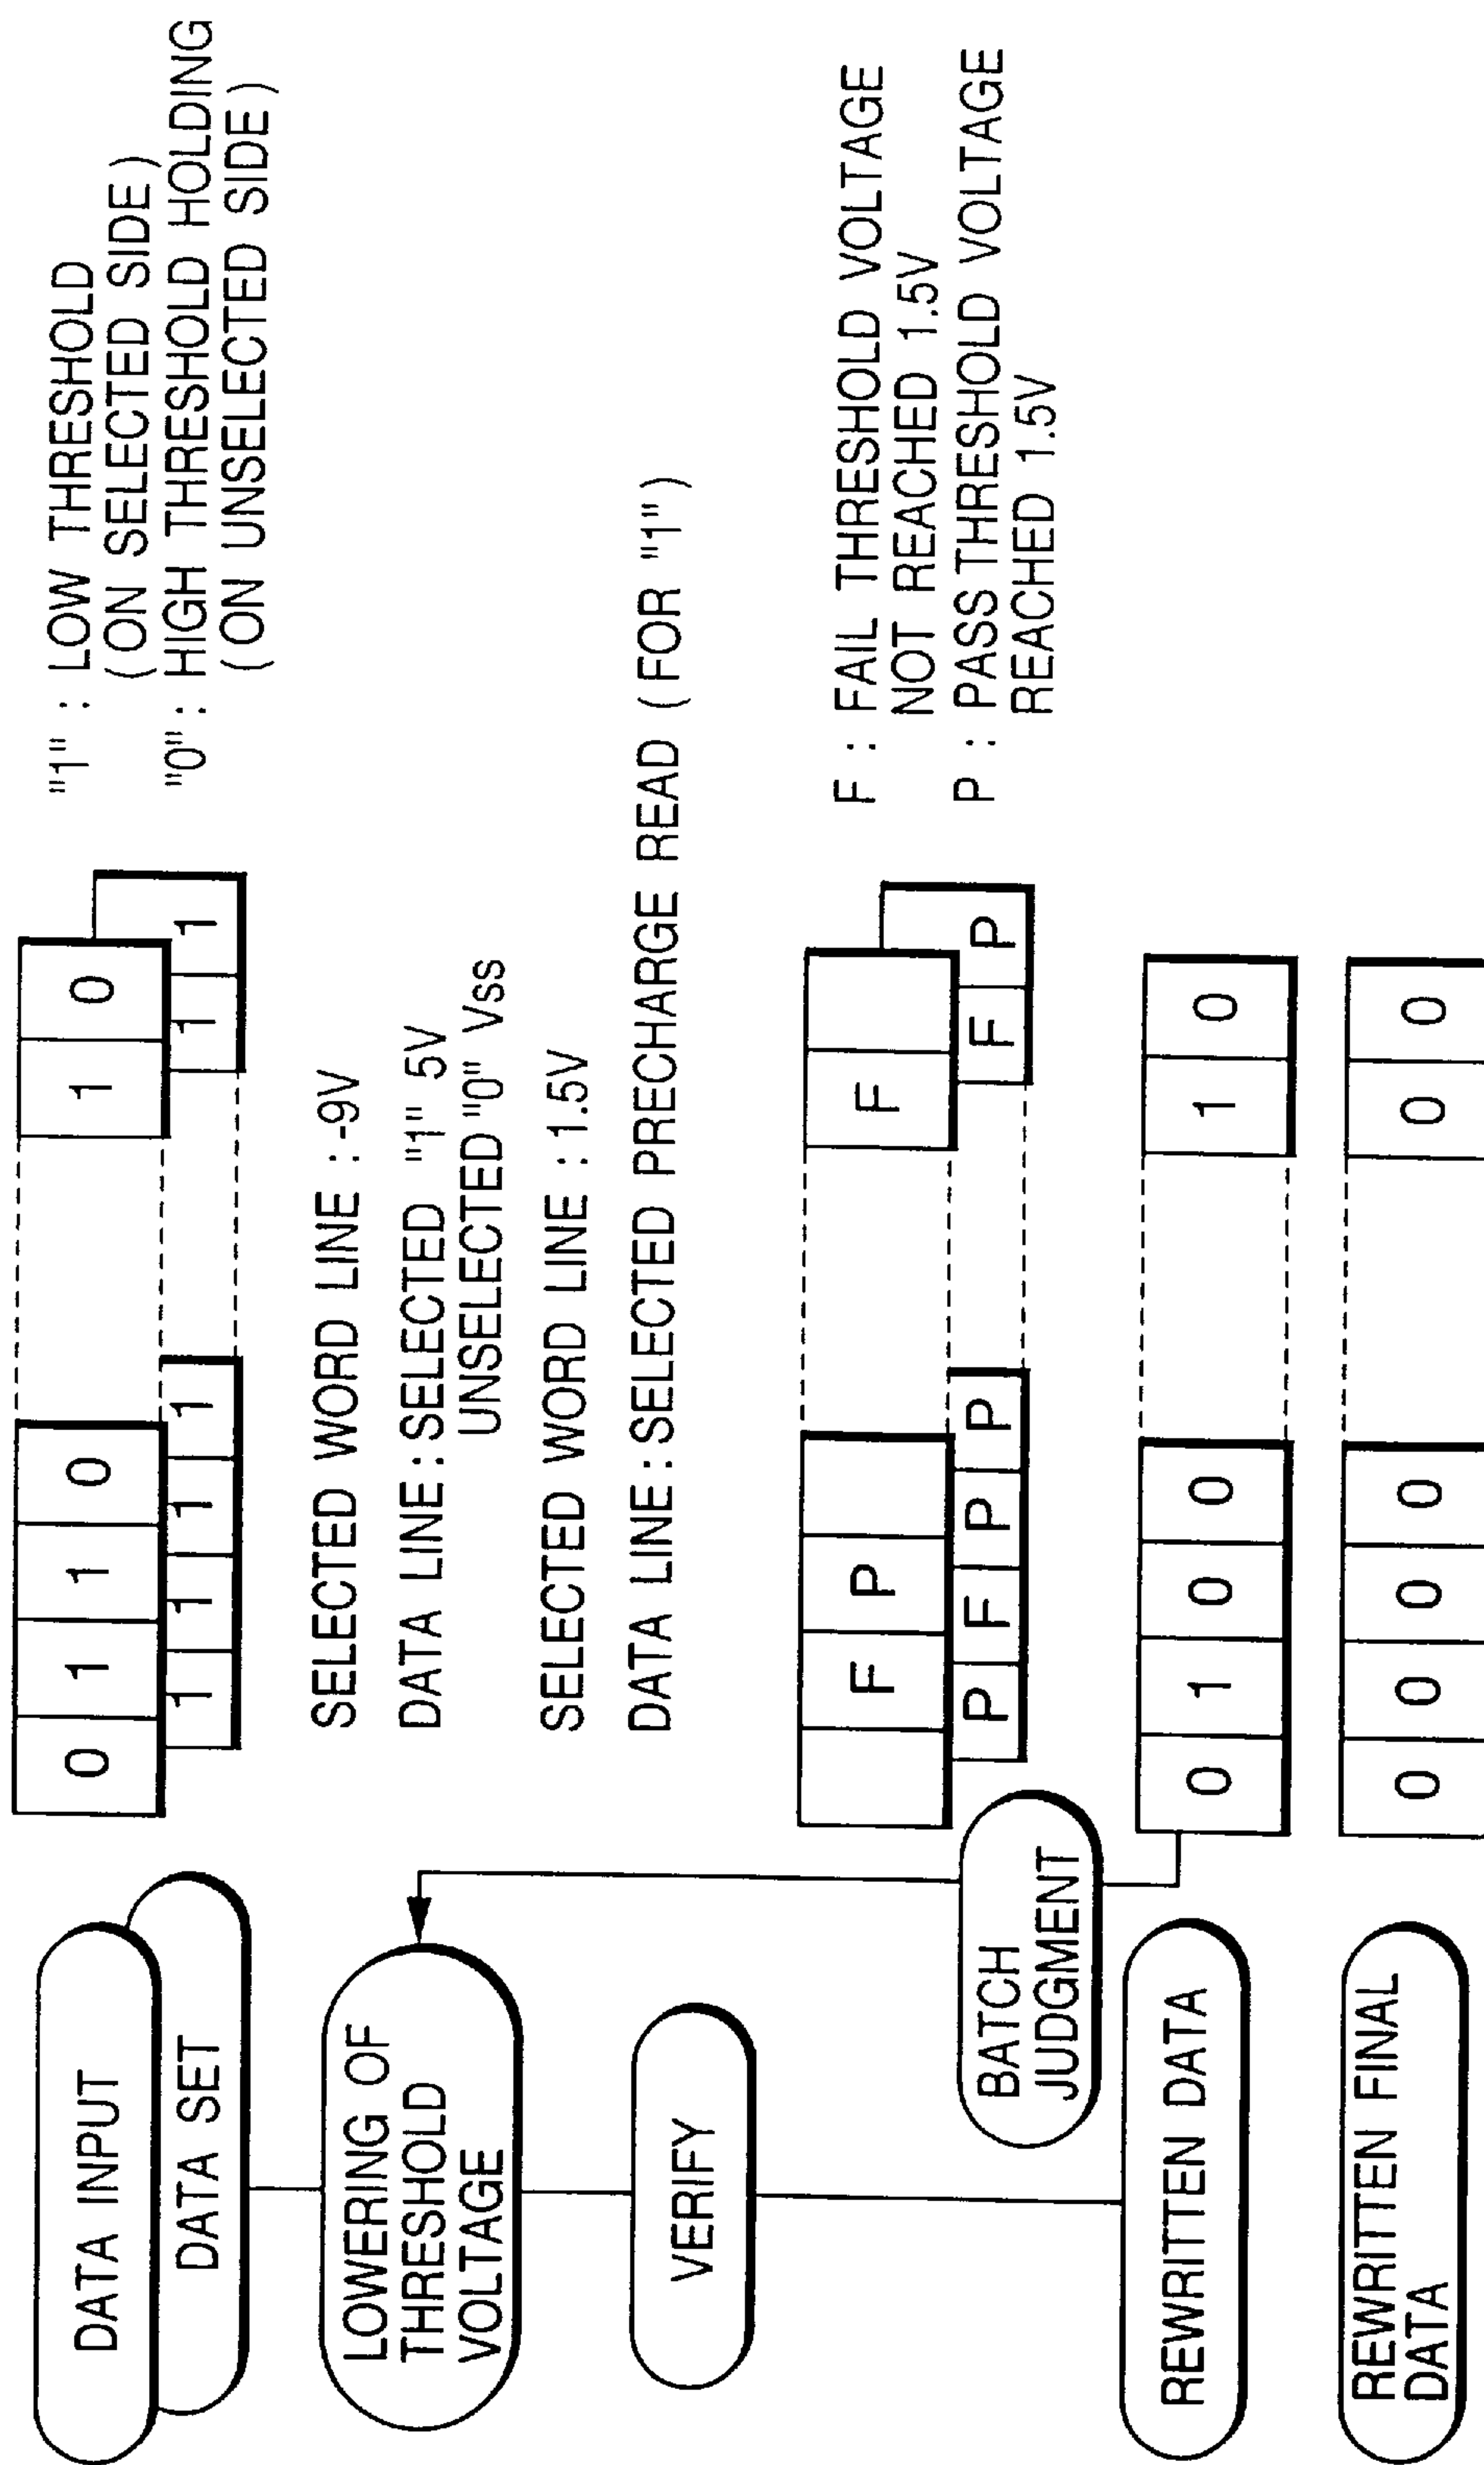 DATA INPUT
DATA SET
0 1 1 0 1 0
1 1 1 1 1 1
"1" : LOW THRESHOLD
(ON SELECTED SIDE)
"0" : HIGH THRESHOLD HOLDING
(ON UNSELECTED SIDE)
LOWERING OF
THRESHOLD
VOLTAGE
SELECTED WORD LINE : -9V
DATA LINE : SELECTED "1" 5V
UNSELECTED "0" Vss
VERIFY
SELECTED WORD LINE : 1.5V
DATA LINE : SELECTED PRECHARGE READ (FOR "1")
F P F
P F P P F P
F : FAIL THRESHOLD VOLTAGE
NOT REACHED 1.5V
P : PASS THRESHOLD VOLTAGE
REACHED 1.5V
BATCH
JUDGMENT
REWRITTEN DATA
0 1 0 0 1 0
REWRITTEN FINAL
DATA
0 0 0 0 0 0